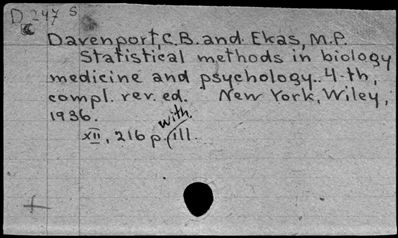 D 247 S
Davenport, C.B. and Ekas, M.P.
Statistical methods in biology
medicine and psychology. 4-th,
compl. rev. ed. New York, Wiley,
1936.
XII, 216 p. with ill.